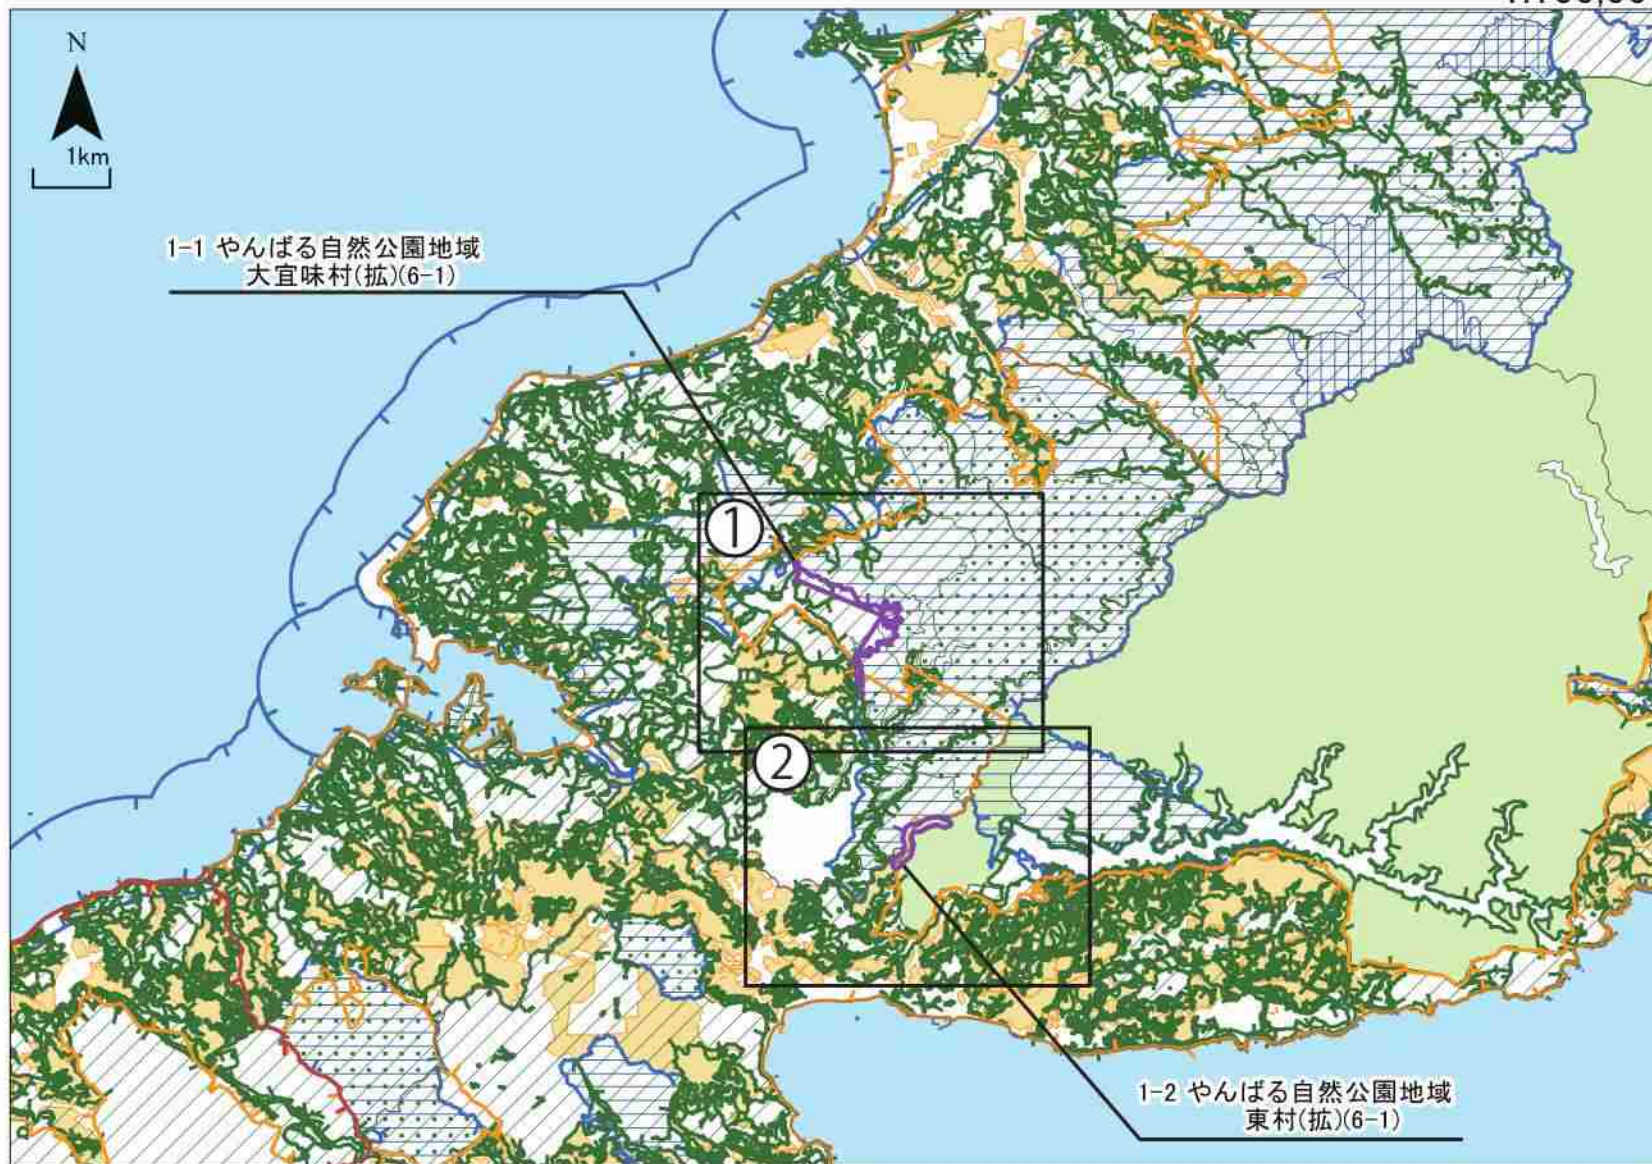 N
1km
1-1 やんばる自然公園地域
大宜味村(拡)(6-1)
①
②
1-2 やんばる自然公園地域
東村(拡)(6-1)